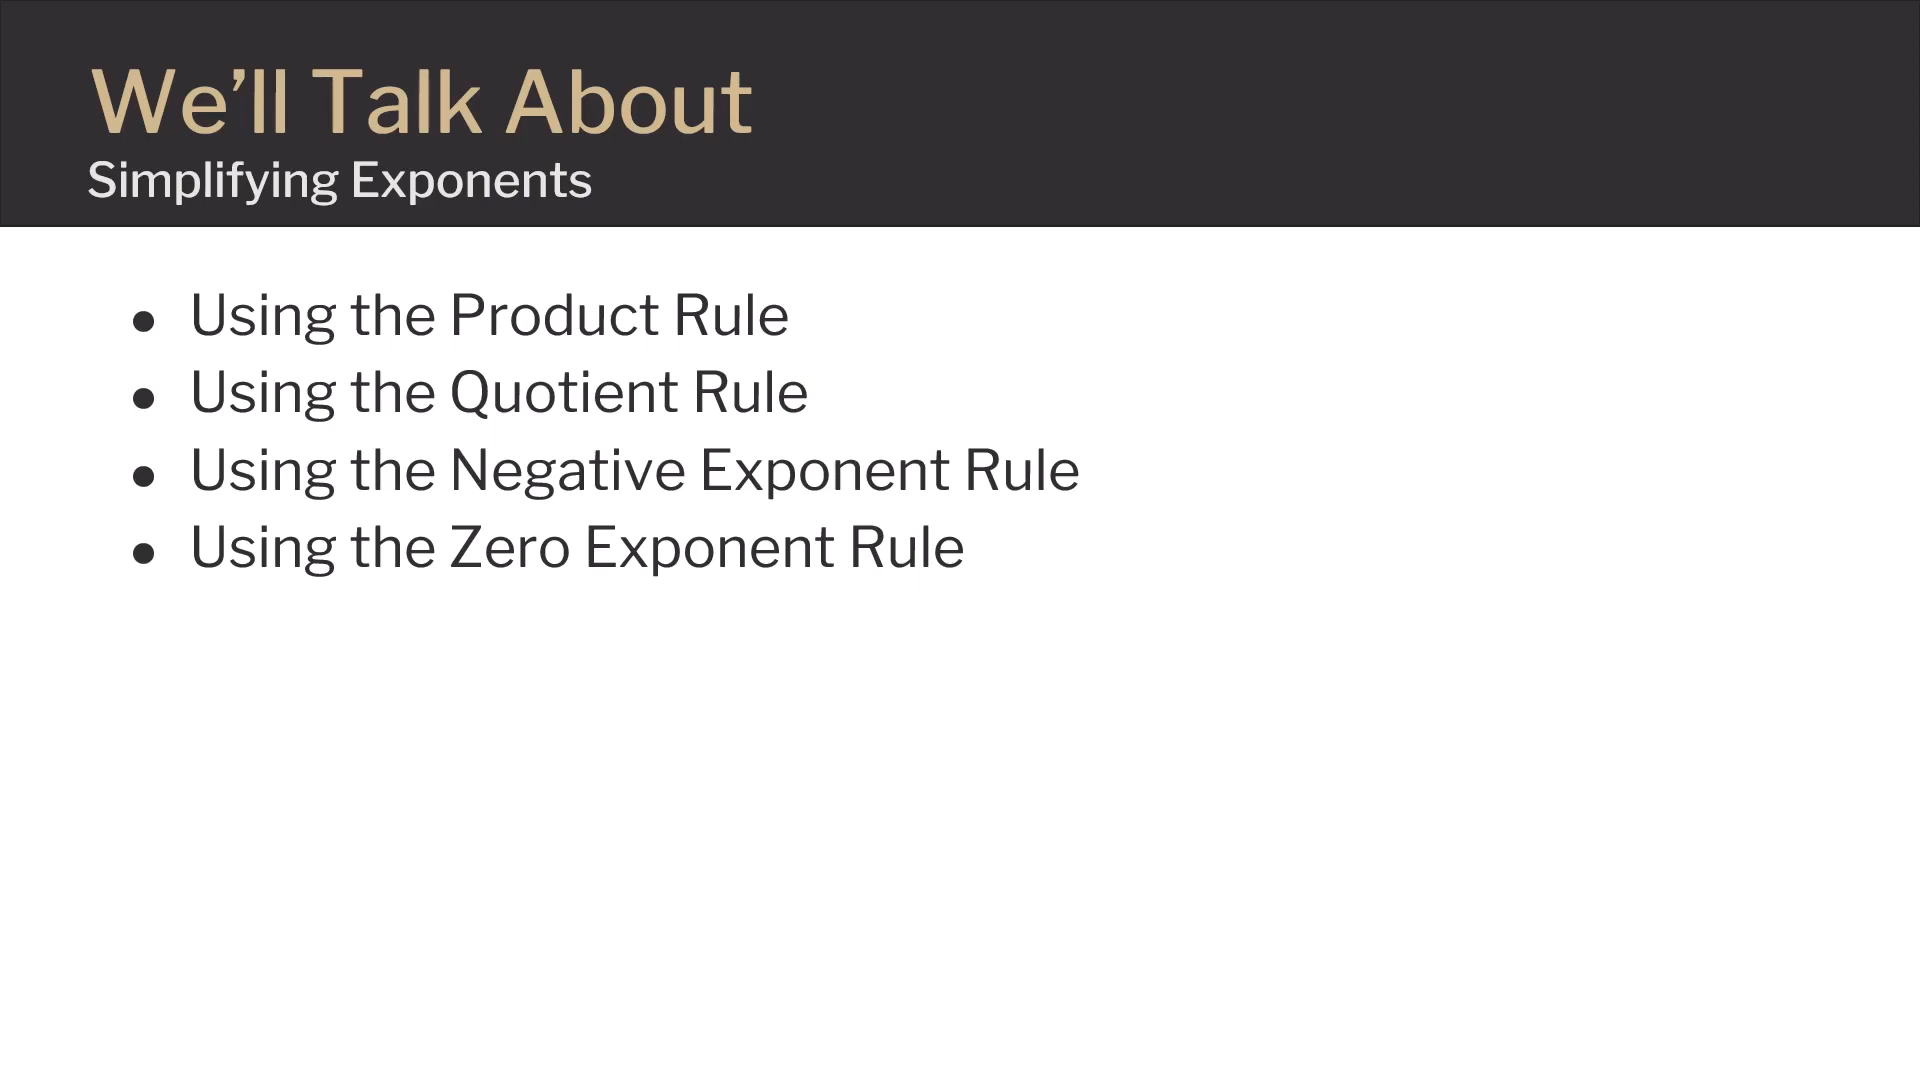 We’ll Talk About
Simplifying Exponents
● Using the Product Rule
● Using the Quotient Rule
● Using the Negative Exponent Rule
● Using the Zero Exponent Rule